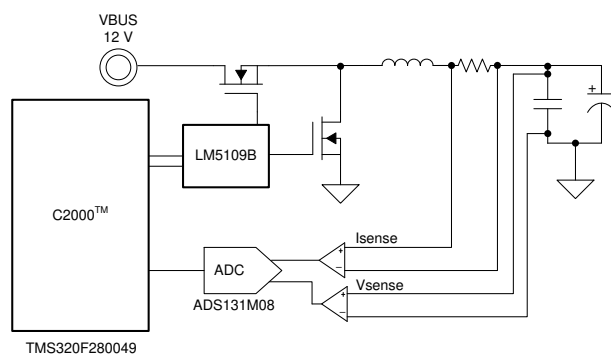 VBUS
12 V
LM5109B
C2000™
Isense
+
−
ADC
Vsense
+
−
ADS131M08
+
TMS320F280049